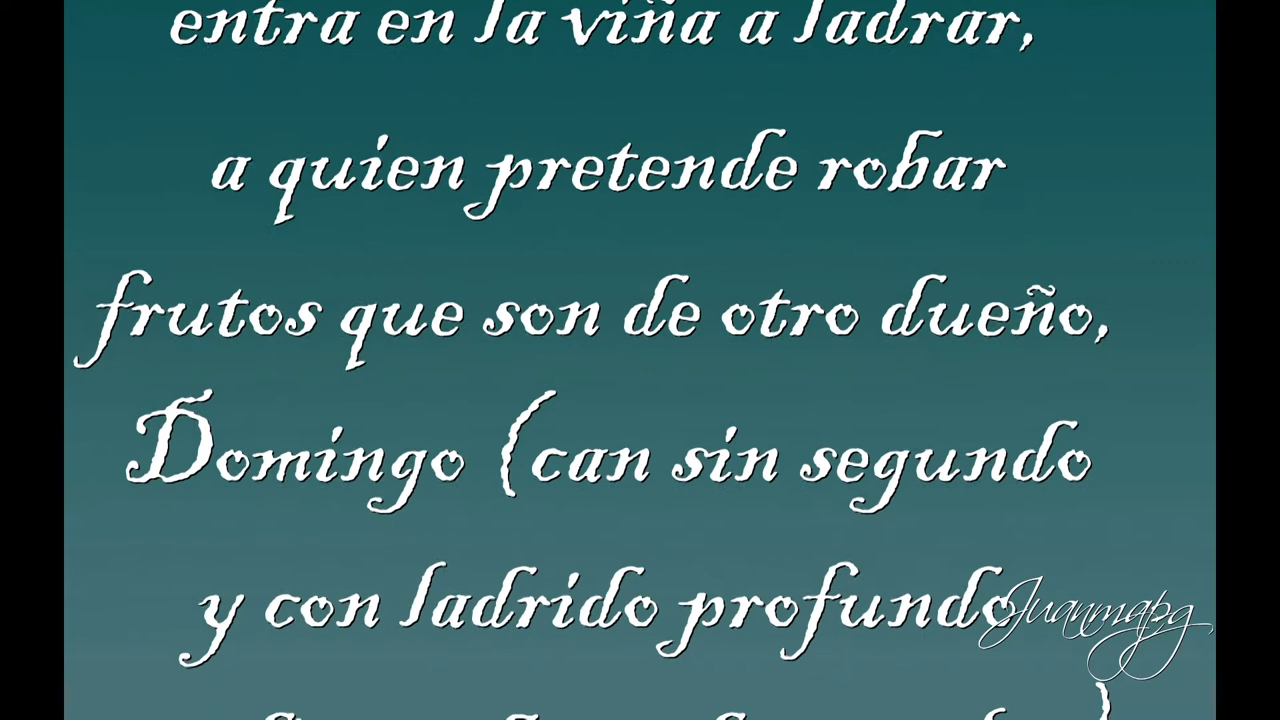 entra en la viña a ladrar,
a quien pretende robar
frutos que son de otro dueño,
Domingo (can sin segundo
y con ladrido profundo
Juanmapg
)